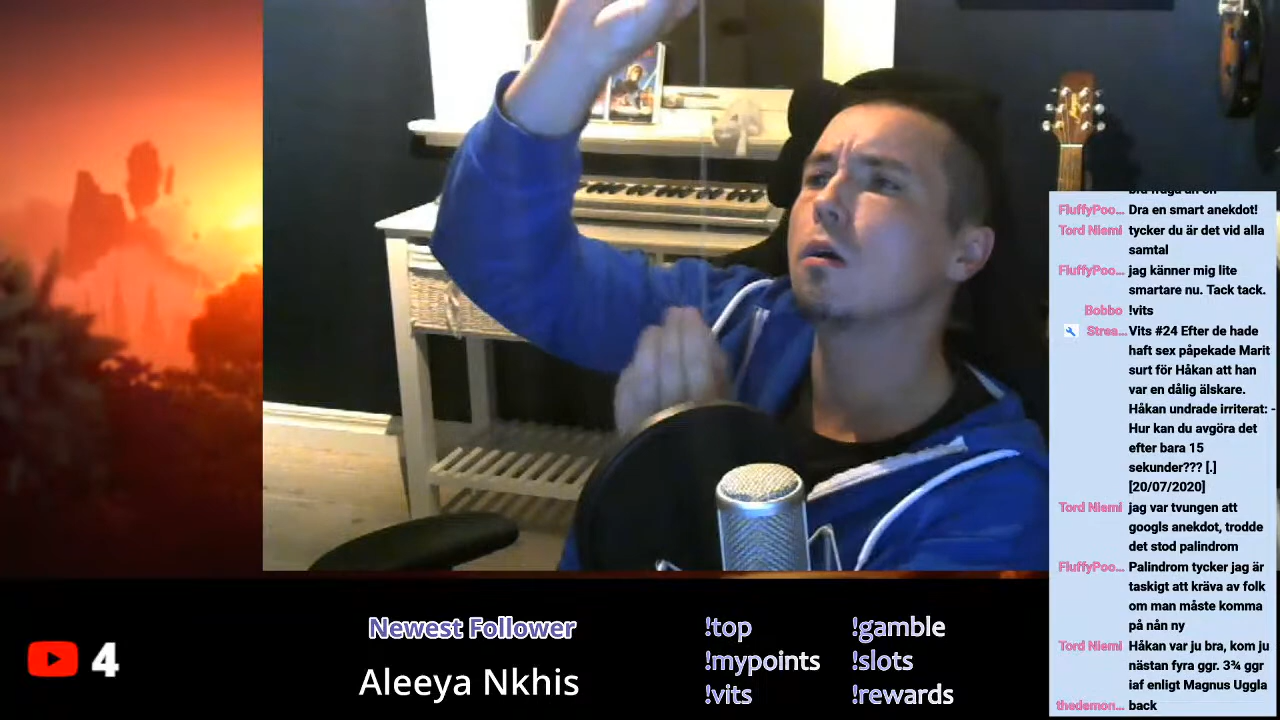 FluffyPoo... Dra en smart anekdot!
Tord Niemi tycker du är det vid alla
samtal
FluffyPoo... jag känner mig lite
smartare nu. Tack tack.
Bobbo !vits
Strea... Vits #24 Efter de hade
haft sex påpekade Marit
surt för Håkan att han
var en dålig älskare.
Håkan undrade irriterat: -
Hur kan du avgöra det
efter bara 15
sekunder??? [.]
[20/07/2020]
Tord Niemi jag var tvungen att
googls anekdot, trodde
det stod palindrom
FluffyPoo... Palindrom tycker jag är
taskigt att kräva av folk
om man måste komma
på nån ny
Tord Niemi Håkan var ju bra, kom ju
nästan fyra ggr. 3¾ ggr
iaf enligt Magnus Uggla
thedemon... back
4
Newest Follower
Aleeya Nkhis
!top
!mypoints
!vits
!gamble
!slots
!rewards